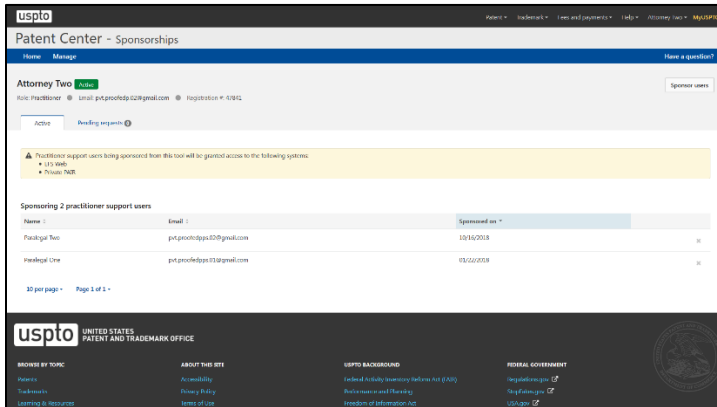 uspto
Patent Trademark Fees and payments Help Attorney Two MyUSPTO
Patent Center - Sponsorships
Home Manage Have a question?
Attorney Two Active
Sponsor users
Role: Practitioner Email: pvt.proofedp.02@gmail.com Registration #: 47841
Active Pending requests 0
Practitioner support users being sponsored from this tool will be granted access to the following systems:
• EFS Web
• Private PAIR
Sponsoring 2 practitioner support users
Name Email Sponsored on
Paralegal Two pvt.proofedpps.02@gmail.com 10/16/2018
Paralegal One pvt.proofedpps.01@gmail.com 01/22/2018
10 per page Page 1 of 1
uspto UNITED STATES
PATENT AND TRADEMARK OFFICE
BROWSE BY TOPIC ABOUT THIS SITE USPTO BACKGROUND FEDERAL GOVERNMENT
Patents Accessibility Federal Activity Inventory Reform Act (FAIR) Regulations.gov
Trademarks Privacy Policy Performance and Planning StopFakes.gov
Learning & Resources Terms of Use Freedom of Information Act USA.gov